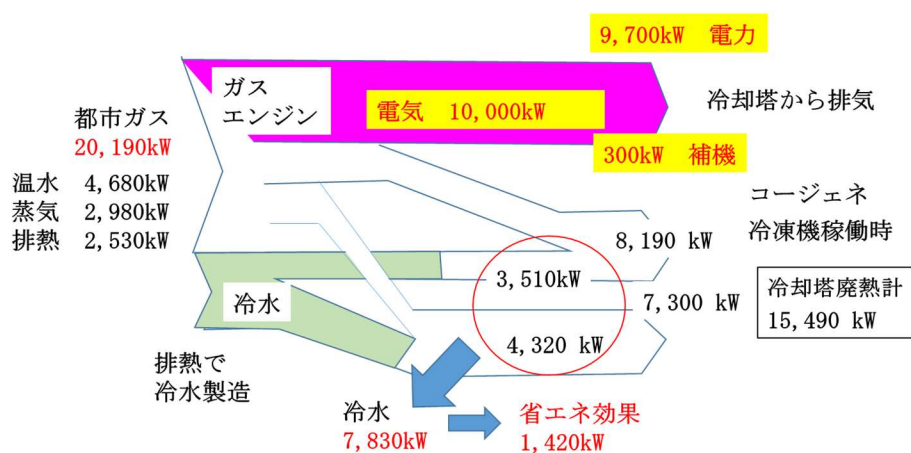 9,700kW 電力
ガス
エンジン
電気 10,000kW
冷却塔から排気
都市ガス
20,190kW
300kW 補機
温水 4,680kW
蒸気 2,980kW
排熱 2,530kW
コージェネ
冷凍機稼働時
8,190 kW
3,510kW
7,300 kW
冷却塔廃熱計
15,490 kW
冷水
4,320 kW
排熱で
冷水製造
冷水
7,830kW
省エネ効果
1,420kW